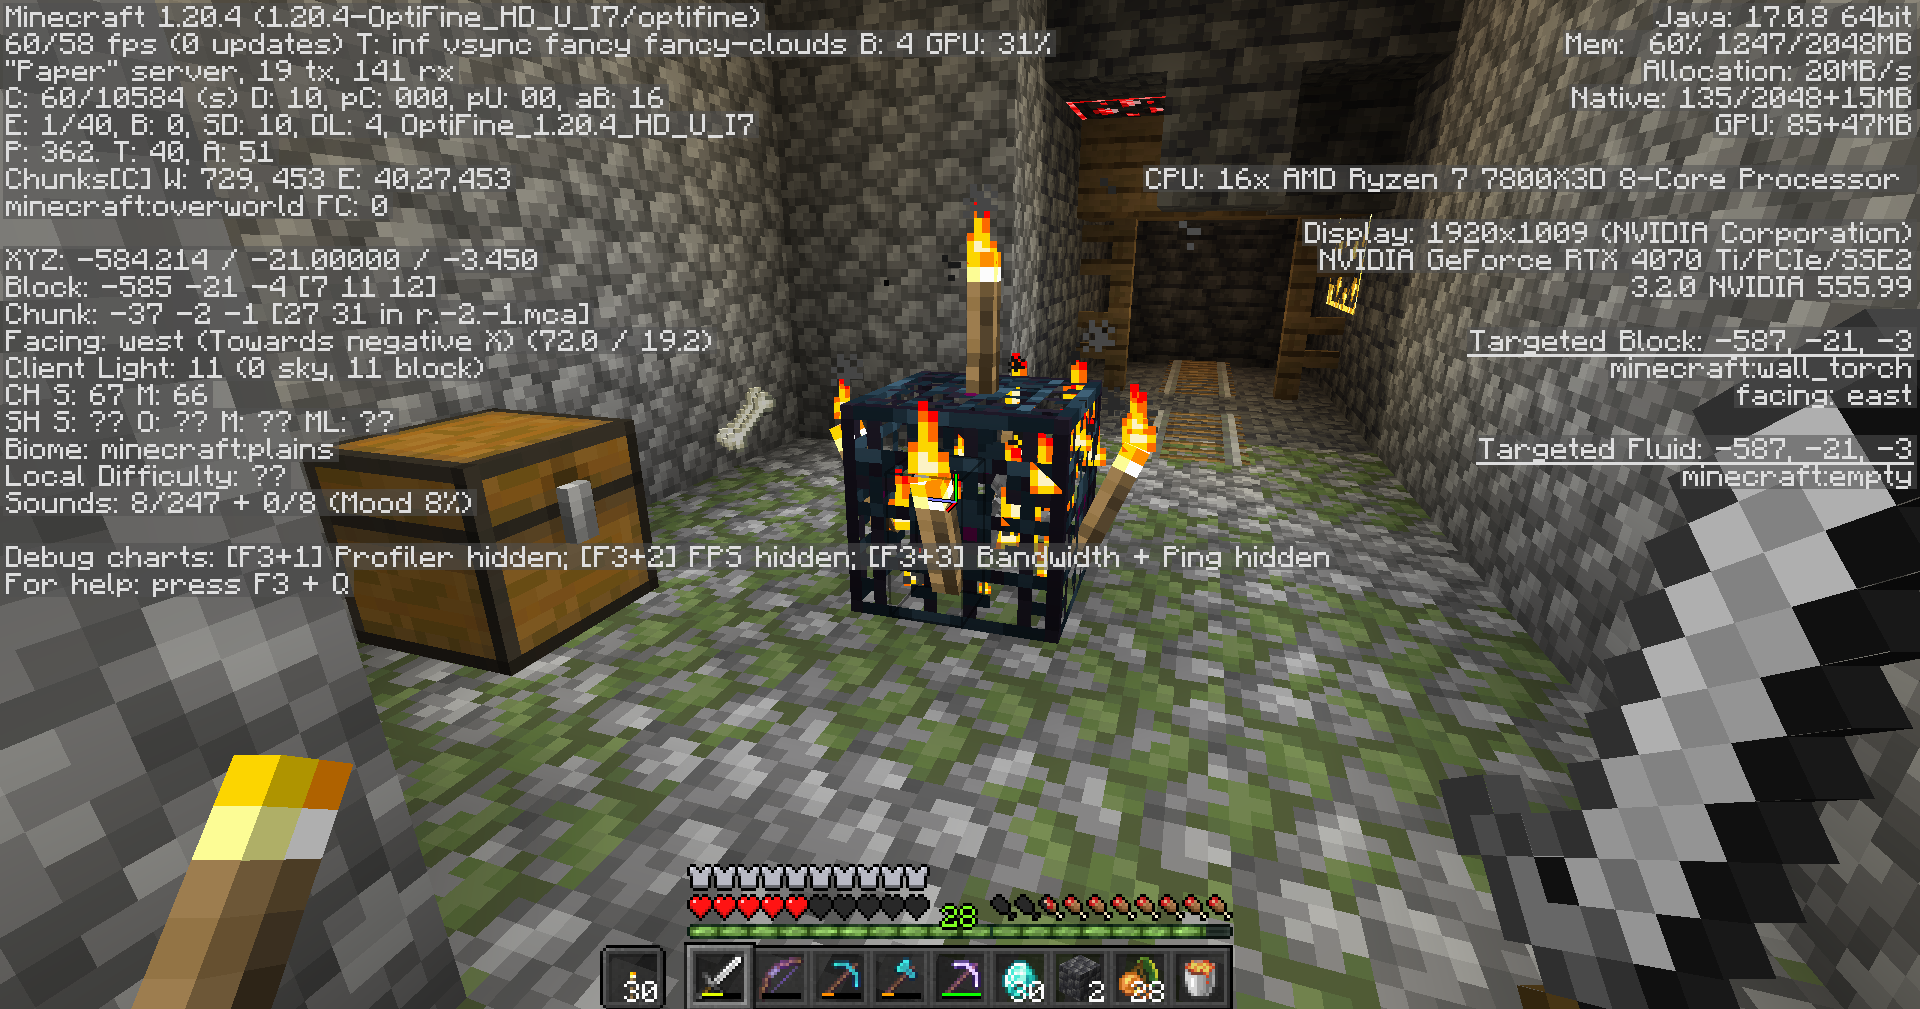 Minecraft 1.20.4 (1.20.4-OptiFine_HD_U_I7/optifine)
60/58 fps (0 updates) T: inf vsync fancy fancy-clouds B: 4 GPU: 31%
"Paper" server, 19 tx, 141 rx
C: 60/10584 (s) D: 10, pC: 000, pU: 00, aB: 16
E: 1/40, B: 0, SD: 10, DL: 4, OptiFine_1.20.4_HD_U_I7
P: 362. T: 40, A: 51
Chunks[C] W: 729, 453 E: 40,27,453
minecraft:overworld FC: 0
XYZ: -584.214 / -21.00000 / -3.450
Block: -585 -21 -4 [7 11 12]
Chunk: -37 -2 -1 [27 31 in r.-2.-1.mca]
Facing: west (Towards negative X) (72.0 / 19.2)
Client Light: 11 (0 sky, 11 block)
CH S: 67 M: 66
SH S: ?? O: ?? M: ?? ML: ??
Biome: minecraft:plains
Local Difficulty: ??
Sounds: 8/247 + 0/8 (Mood 8%)
Debug charts: [F3+1] Profiler hidden; [F3+2] FPS hidden; [F3+3] Bandwidth + Ping hidden
For help: press F3 + Q
Java: 17.0.8 64bit
Mem: 60% 1247/2048MB
Allocation: 20MB/s
Native: 135/2048+15MB
GPU: 85+47MB
CPU: 16x AMD Ryzen 7 7800X3D 8-Core Processor
Display: 1920x1009 (NVIDIA Corporation)
NVIDIA GeForce RTX 4070 Ti/PCIe/SSE2
3.2.0 NVIDIA 555.99
Targeted Block: -587, -21, -3
minecraft:wall_torch
facing: east
Targeted Fluid: -587, -21, -3
minecraft:empty
28
30
60
2
28